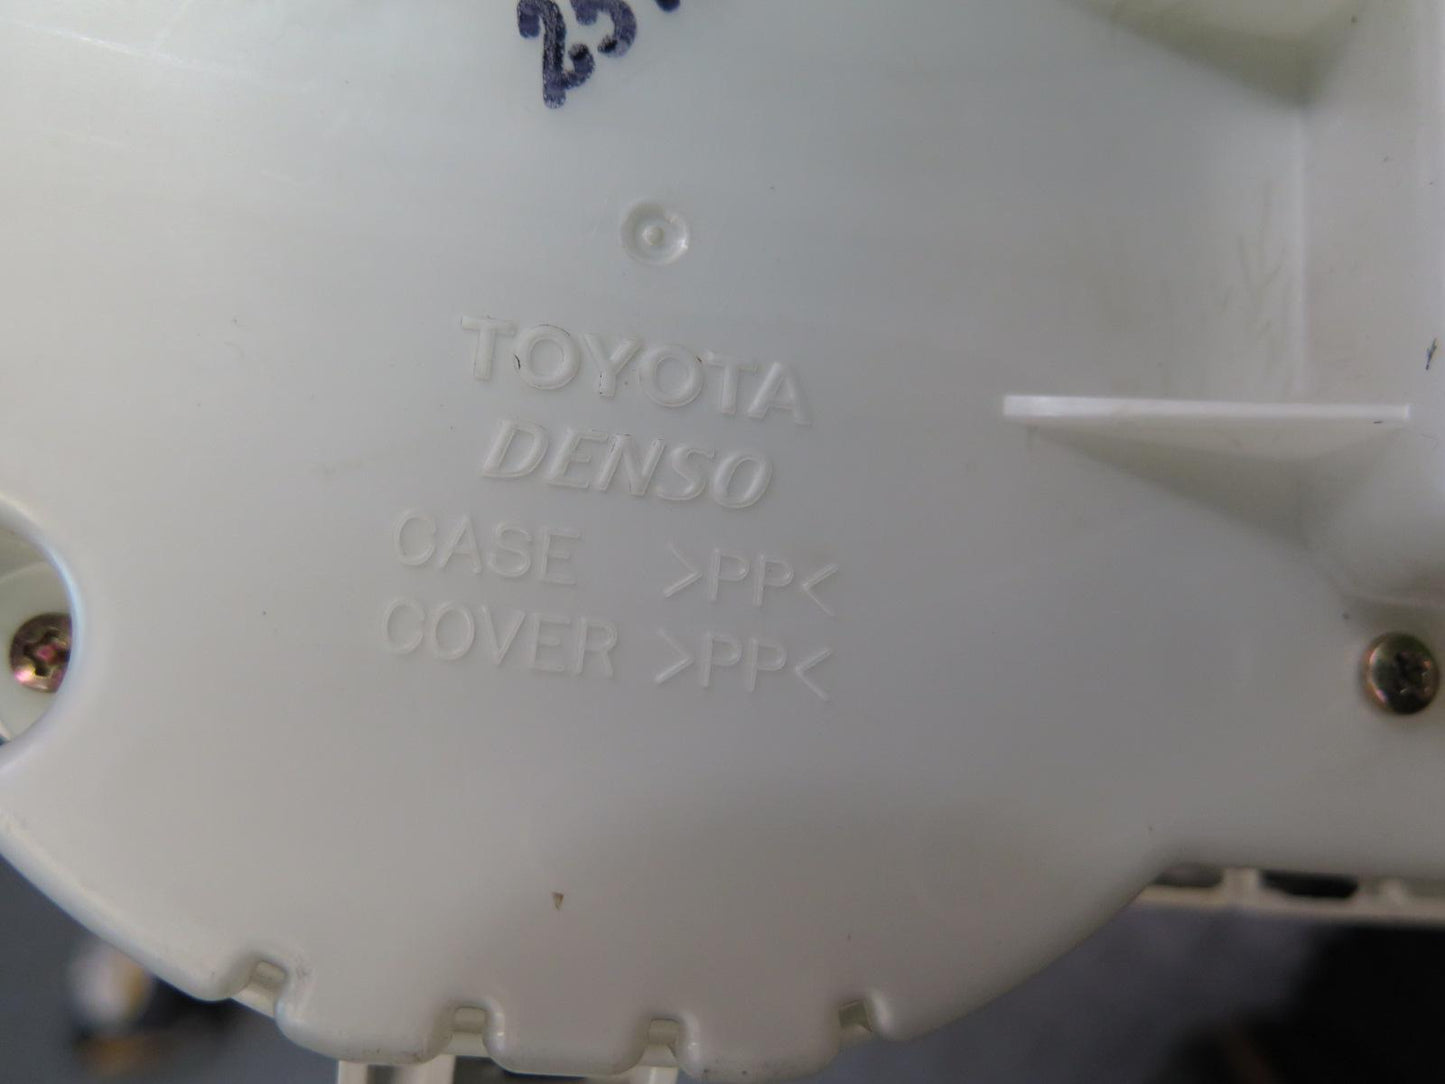 TOYOTA
DENSO
CASE >PP<
COVER >PP<